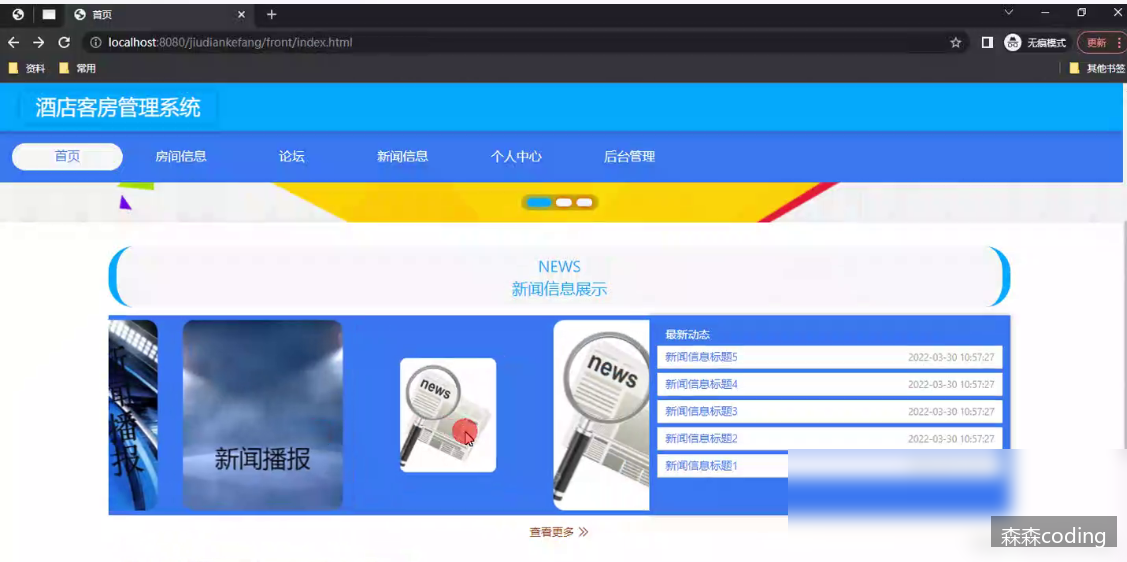 首页
localhost:8080/jiudiankefang/front/index.html
无痕模式
更新
资料
常用
其他书签
酒店客房管理系统
首页 房间信息 论坛 新闻信息 个人中心 后台管理
NEWS
新闻信息展示
新闻播报
新闻播报
news
news
最新动态
新闻信息标题5 2022-03-30 10:57:27
新闻信息标题4 2022-03-30 10:57:27
新闻信息标题3 2022-03-30 10:57:27
新闻信息标题2 2022-03-30 10:57:27
新闻信息标题1
查看更多
森森coding